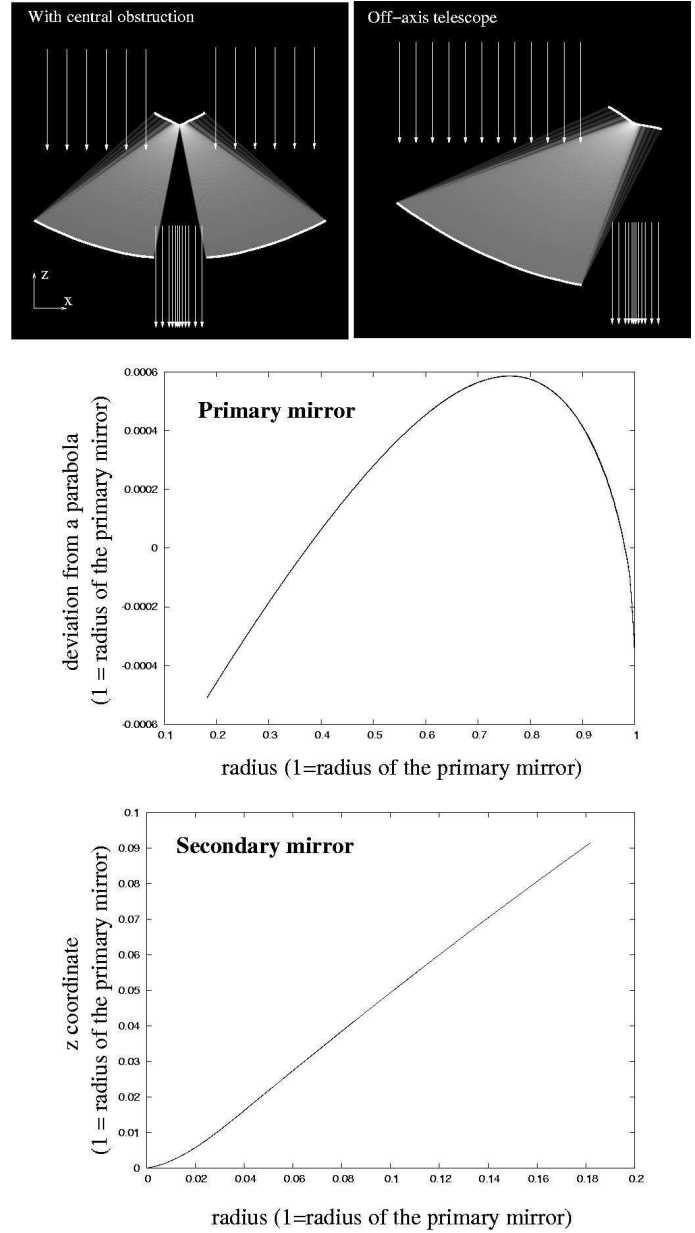 With central obstruction
Off-axis telescope
z
x
Primary mirror
deviation from a parabola
(1 = radius of the primary mirror)
0.0006
0.0004
0.0002
0
-0.0002
-0.0004
-0.0006
0.1 0.2 0.3 0.4 0.5 0.6 0.7 0.8 0.9 1
radius (1=radius of the primary mirror)
Secondary mirror
z coordinate
(1 = radius of the primary mirror)
0.1
0.09
0.08
0.07
0.06
0.05
0.04
0.03
0.02
0.01
0
0 0.02 0.04 0.06 0.08 0.1 0.12 0.14 0.16 0.18 0.2
radius (1=radius of the primary mirror)